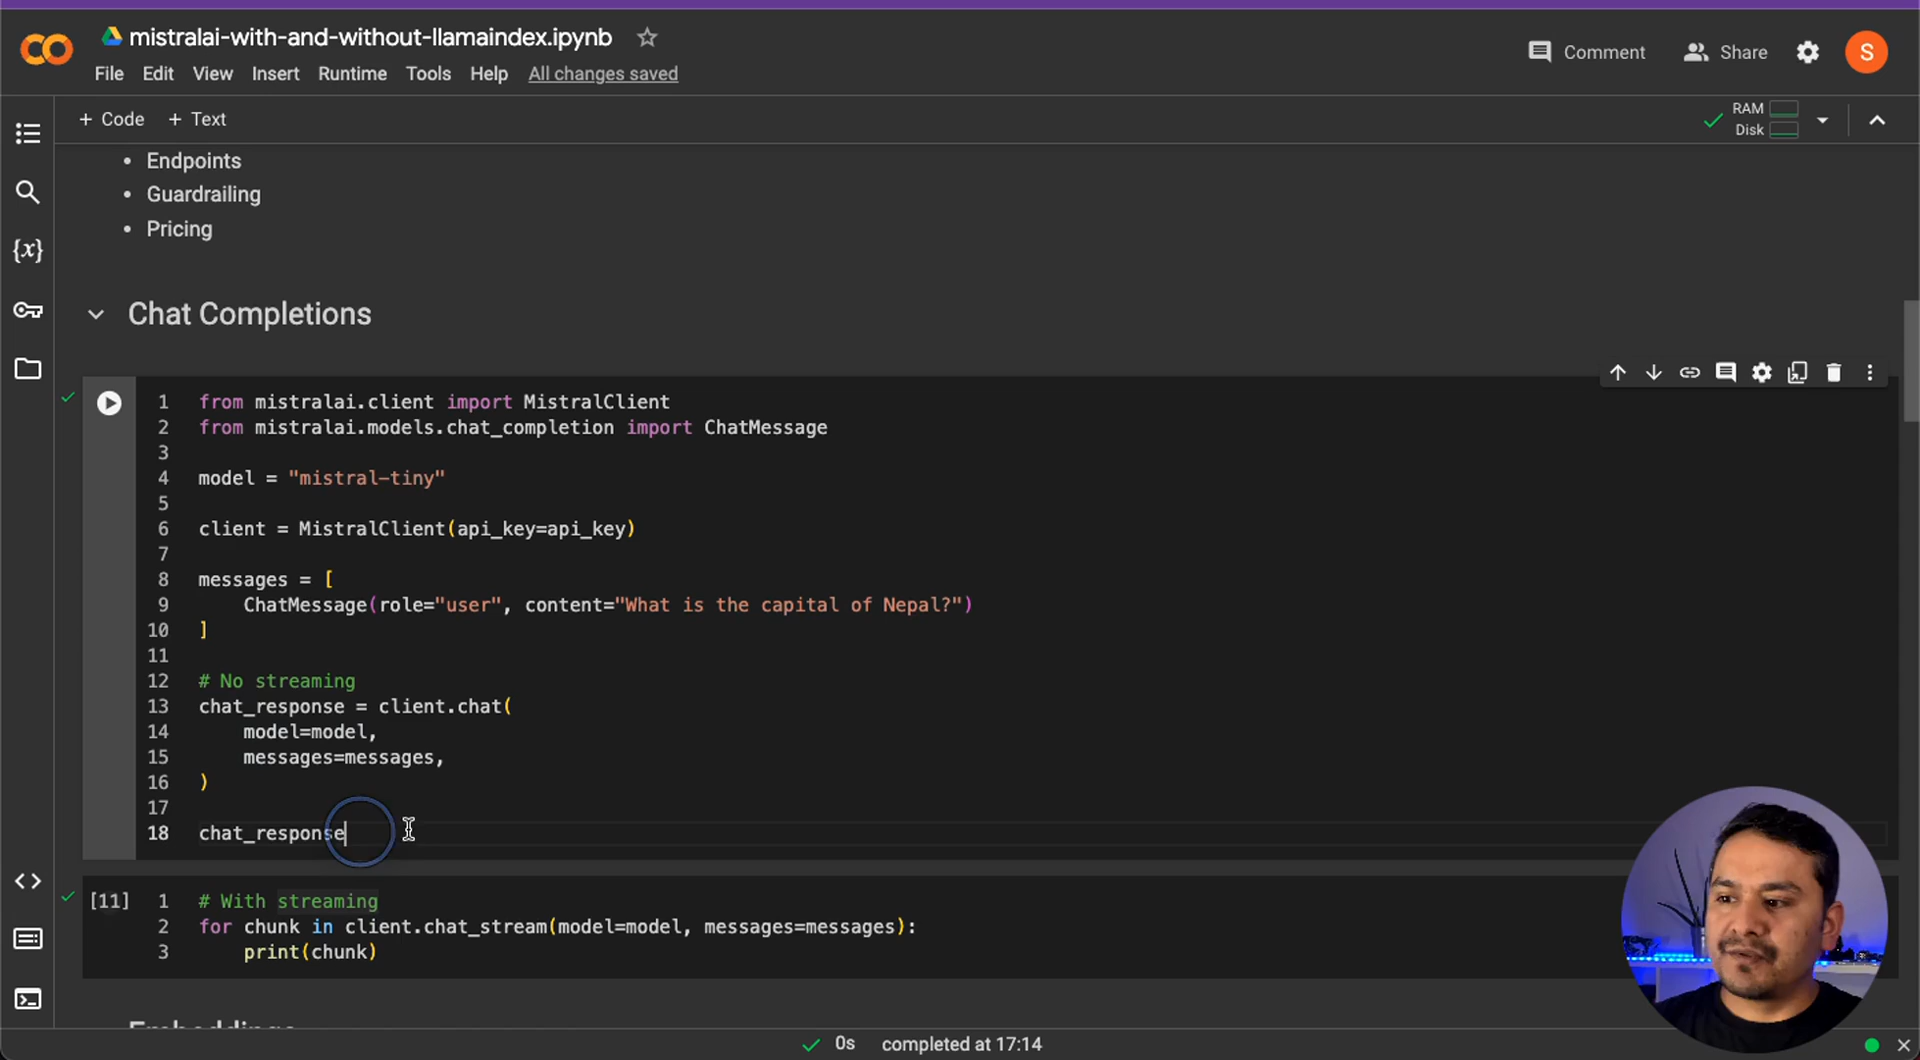 mistralai-with-and-without-llamaindex.ipynb
File Edit View Insert Runtime Tools Help All changes saved
Comment Share S
+ Code + Text
RAM
Disk
• Endpoints
• Guardrailing
• Pricing
Chat Completions
1 from mistralai.client import MistralClient
2 from mistralai.models.chat_completion import ChatMessage
3
4 model = "mistral-tiny"
5
6 client = MistralClient(api_key=api_key)
7
8 messages = [
9 ChatMessage(role="user", content="What is the capital of Nepal?")
10 ]
11
12 # No streaming
13 chat_response = client.chat(
14 model=model,
15 messages=messages,
16 )
17
18 chat_response
[11] 1 # With streaming
2 for chunk in client.chat_stream(model=model, messages=messages):
3 print(chunk)
Embeddings
0s completed at 17:14